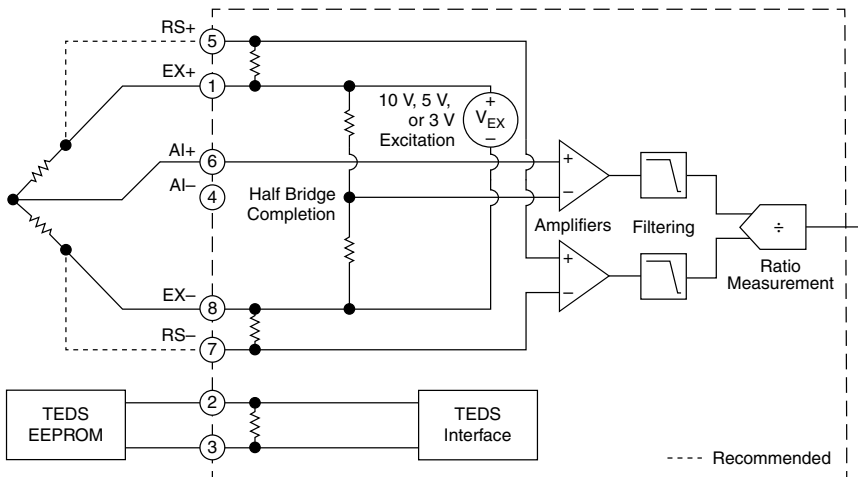 RS+
5
EX+
1
10 V, 5 V,
or 3 V
Excitation
+
VEX
–
AI+
6
AI–
4
Half Bridge
Completion
+
–
Amplifiers
Filtering
÷
Ratio
Measurement
+
–
EX–
8
RS–
7
TEDS
EEPROM
2
3
TEDS
Interface
Recommended